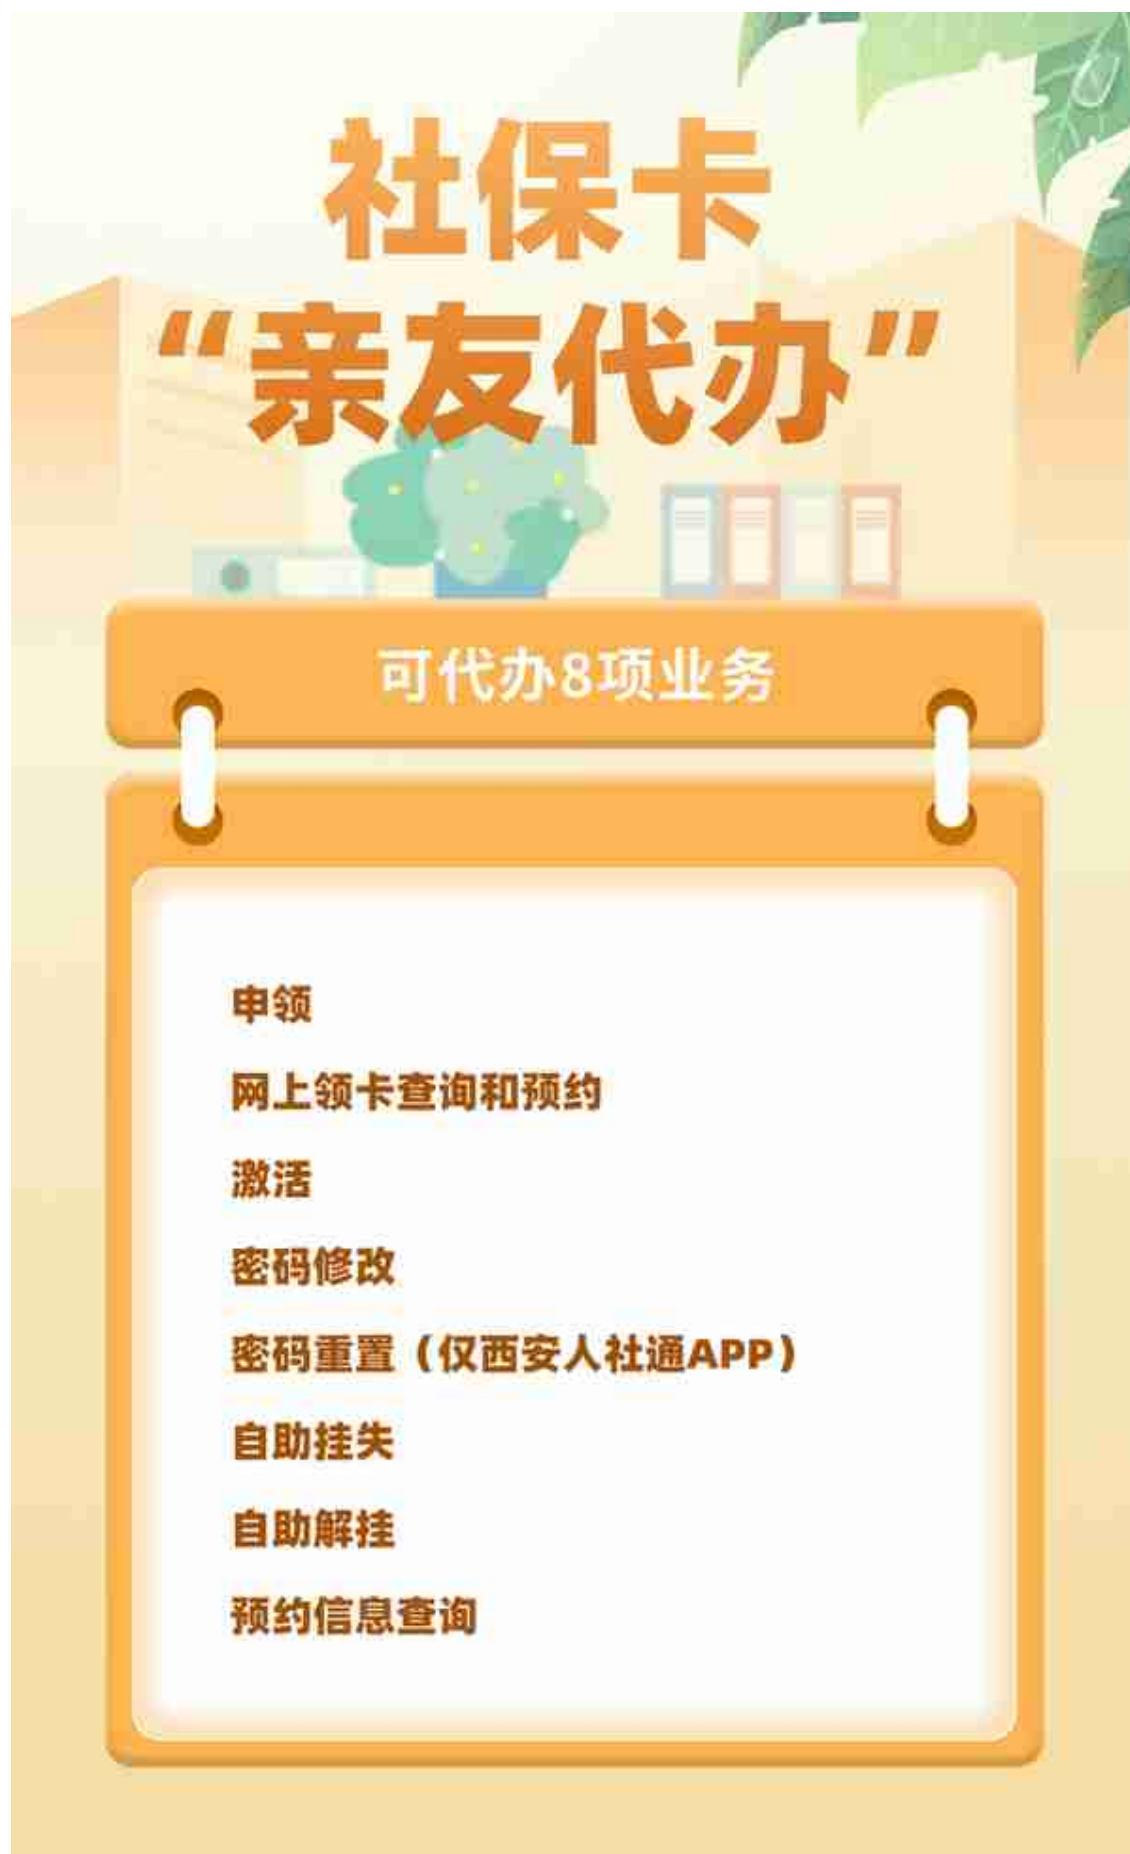 社保卡
“亲友代办”
可代办8项业务
申领
网上领卡查询和预约
激活
密码修改
密码重置（仅西安人社通APP）
自助挂失
自助解挂
预约信息查询